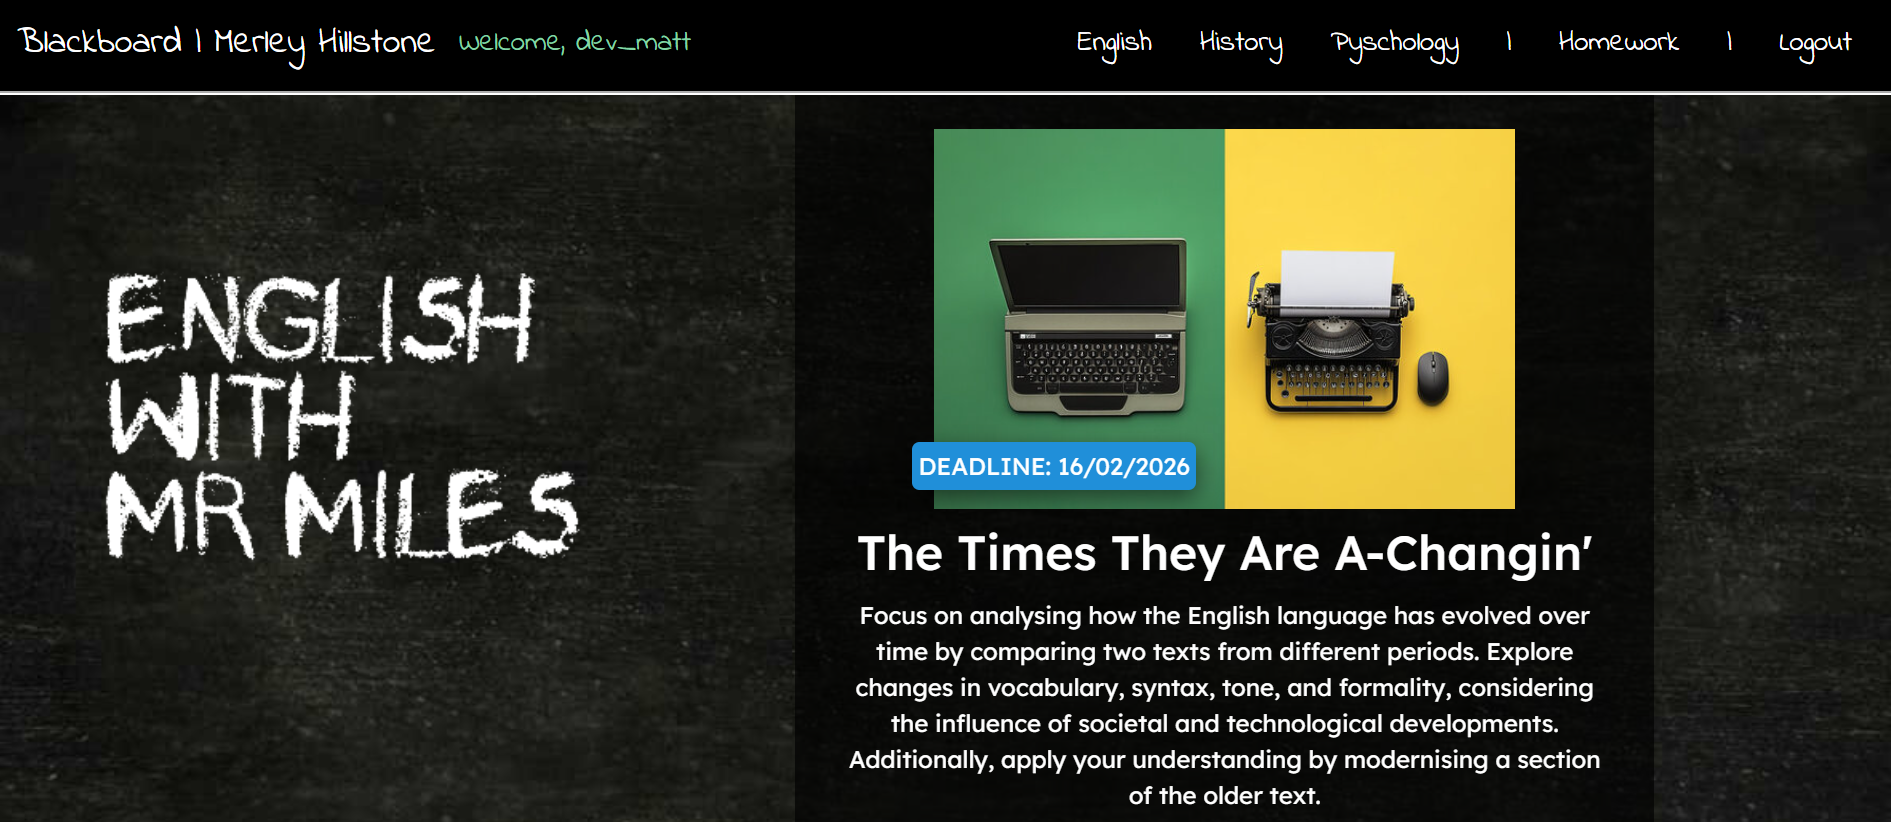 Blackboard | Merley Hillstone Welcome, dev_matt English History Pyschology | Homework | Logout
ENGLISH
WITH
MR MILES
DEADLINE: 16/02/2026
The Times They Are A-Changin'
Focus on analysing how the English language has evolved over
time by comparing two texts from different periods. Explore
changes in vocabulary, syntax, tone, and formality, considering
the influence of societal and technological developments.
Additionally, apply your understanding by modernising a section
of the older text.